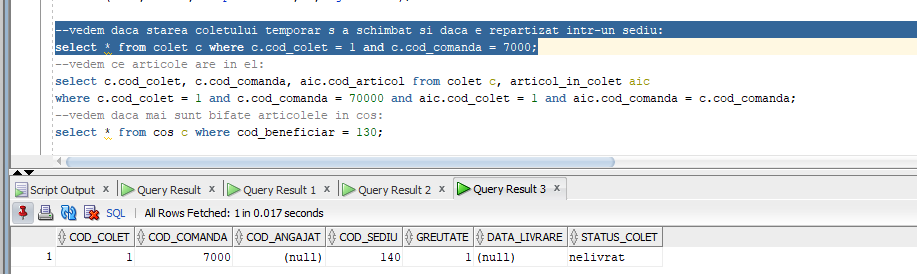 --vedem daca starea coletului temporar s a schimbat si daca e repartizat intr-un sediu:
select * from colet c where c.cod_colet = 1 and c.cod_comanda = 7000;
--vedem ce articole are in el:
select c.cod_colet, c.cod_comanda, aic.cod_articol from colet c, articol_in_colet aic
where c.cod_colet = 1 and c.cod_comanda = 70000 and aic.cod_colet = 1 and aic.cod_comanda = c.cod_comanda;
--vedem daca mai sunt bifate articolele in cos:
select * from cos c where cod_beneficiar = 130;
Script Output x Query Result x Query Result 1 x Query Result 2 x Query Result 3 x
SQL | All Rows Fetched: 1 in 0.017 seconds
COD_COLET COD_COMANDA COD_ANGAJAT COD_SEDIU GREUTATE DATA_LIVRARE STATUS_COLET
1 1 7000 (null) 140 1 (null) nelivrat